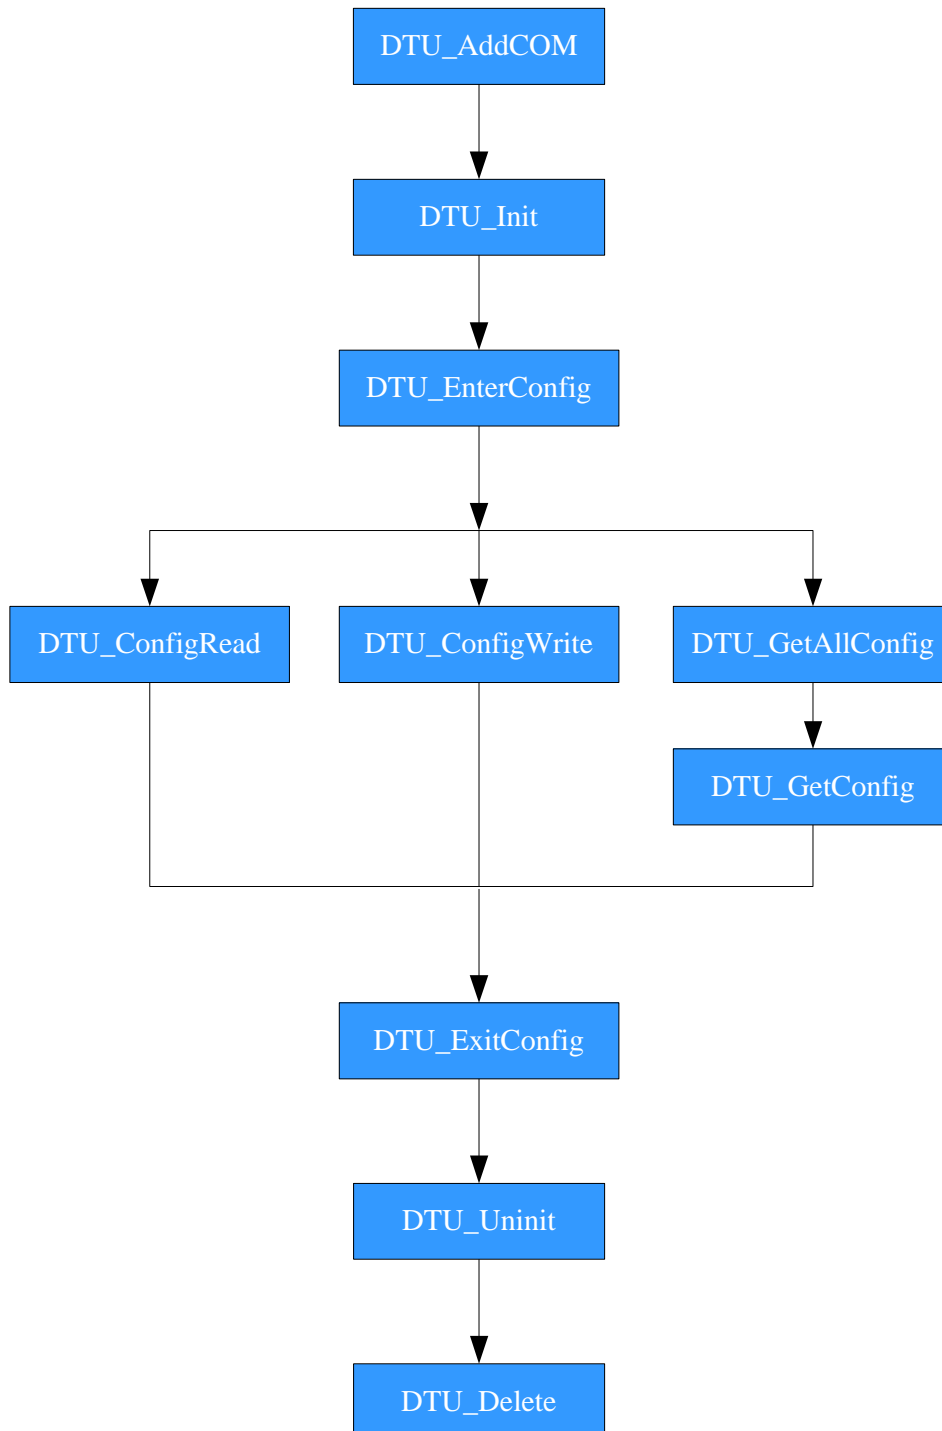 DTU_AddCOM
DTU_Init
DTU_EnterConfig
DTU_ConfigRead
DTU_ConfigWrite
DTU_GetAllConfig
DTU_GetConfig
DTU_ExitConfig
DTU_Uninit
DTU_Delete